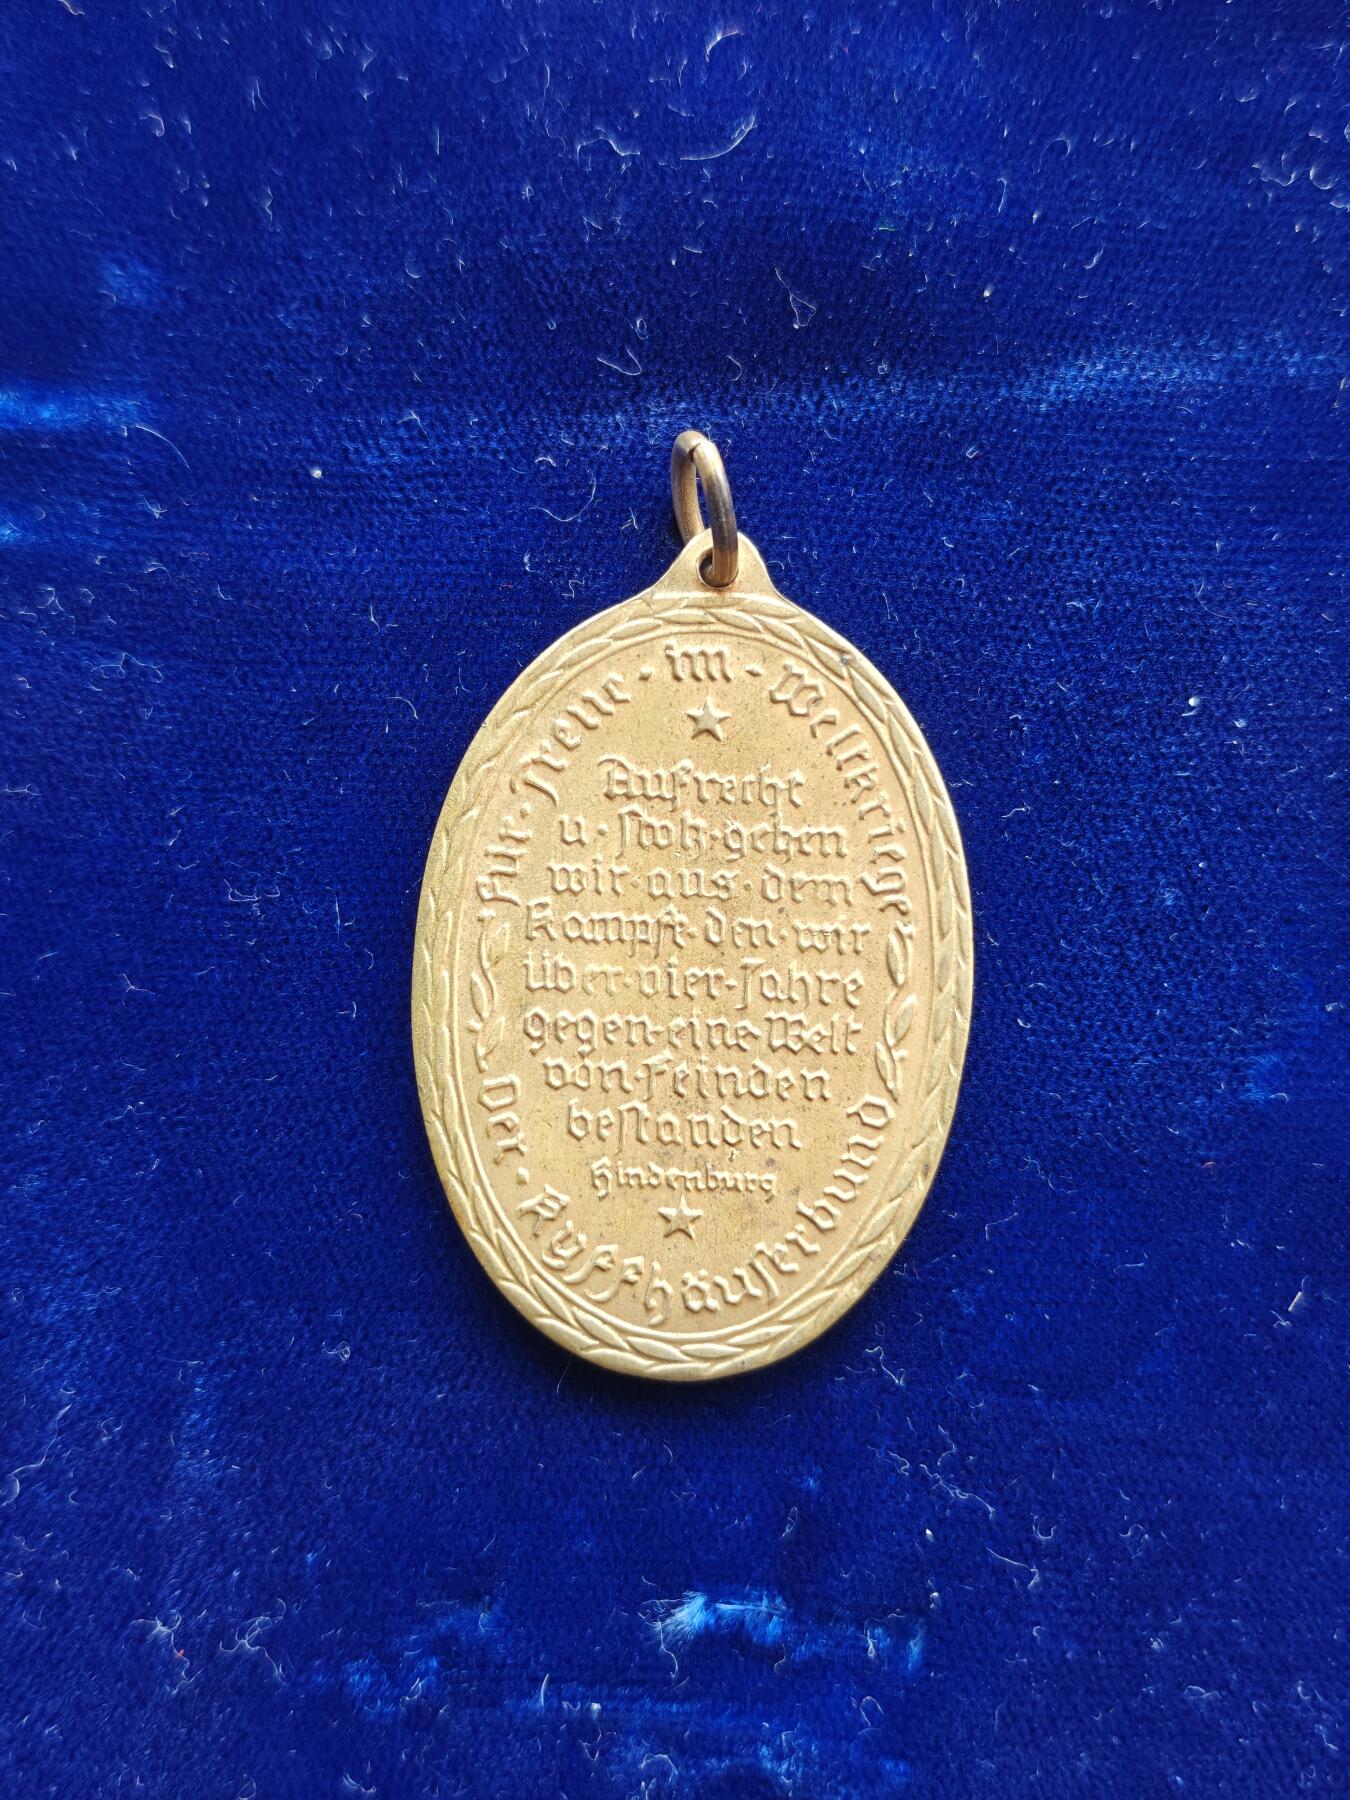 Für · Treue · im · Weltkriege
Aufrecht
u · stolz · gehen
wir · aus · dem
Kampfe · den · wir
über · vier · Jahre
gegen · eine · Welt
von · Feinden
bestanden
Hindenburg
Der · Kyffhäuserbund